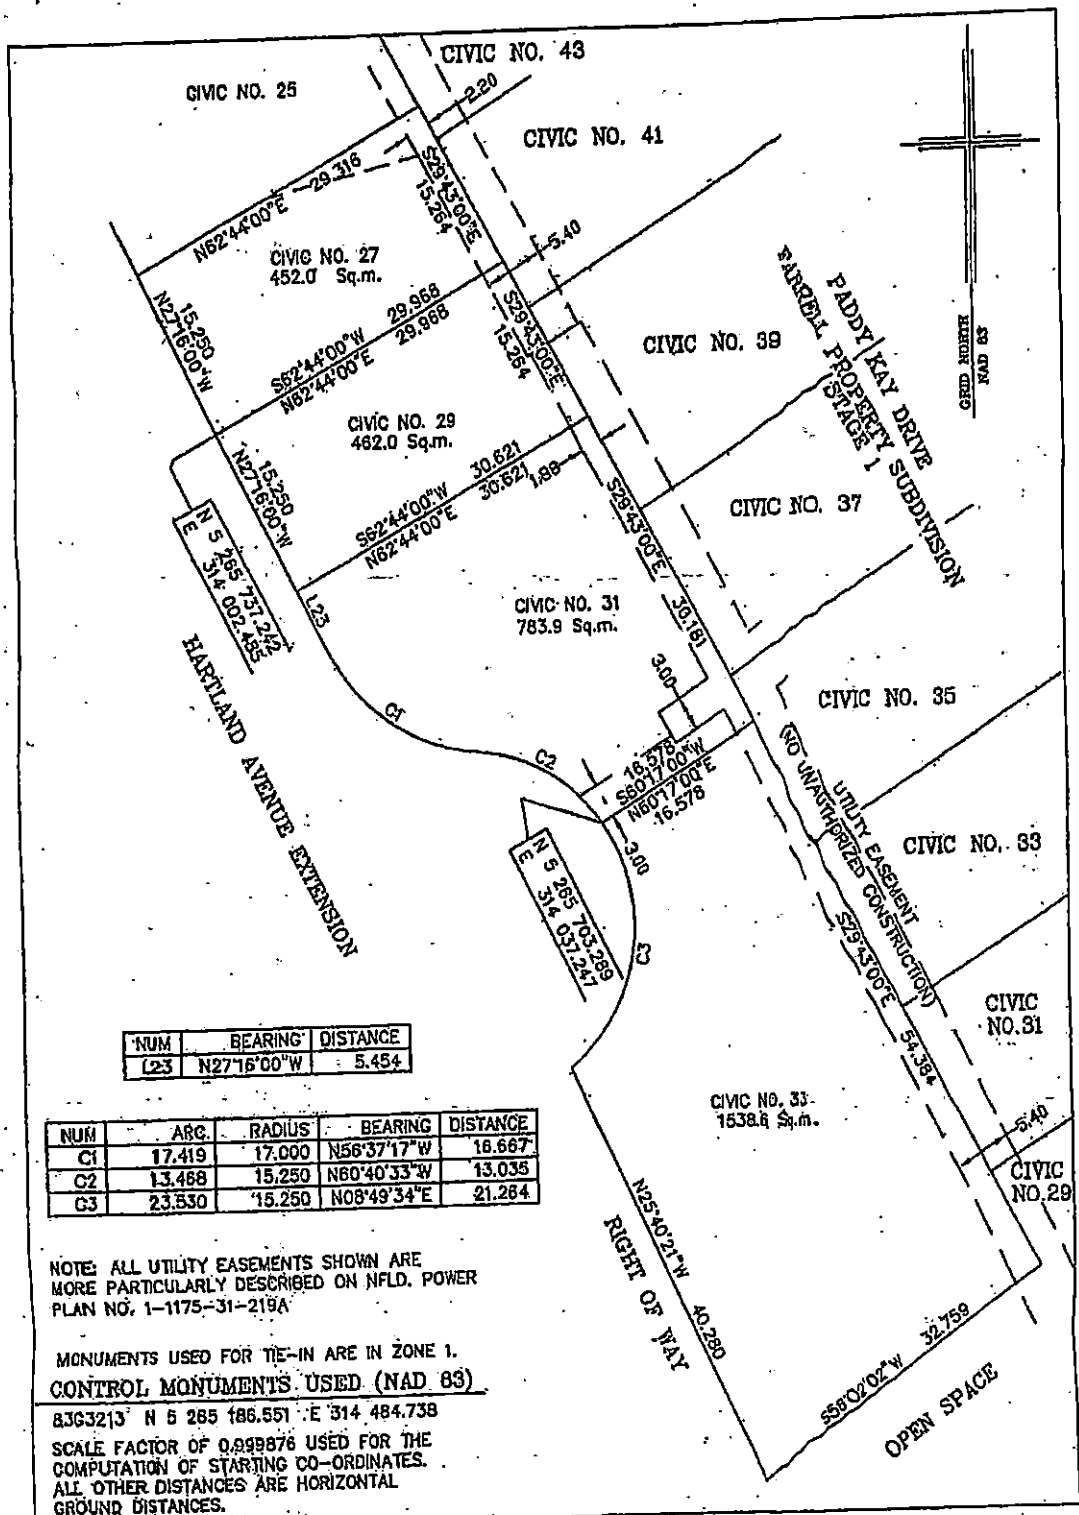 CIVIC NO. 43
CIVIC NO. 25
2.20
CIVIC NO. 41
N62°44'00"E 29.316
S29°43'00"E
15.264
CIVIC NO. 27
452.0 Sq.m.
5.40
15.250
N27°16'00"W
S62°44'00"W 29.968
N62°44'00"E 29.968
S29°43'00"E
15.264
CIVIC NO. 39
PADDY KAY DRIVE
FARRELL PROPERTY SUBDIVISION
STAGE 1
GRID NORTH
NAD 83
CIVIC NO. 29
462.0 Sq.m.
15.250
N27°16'00"W
S62°44'00"W 30.621
N62°44'00"E 30.621
1.88
S29°43'00"E 30.181
CIVIC NO. 37
N 5 265 737.242
E 314 002.485
L23
CIVIC NO. 31
783.9 Sq.m.
HARTLAND AVENUE EXTENSION
C1
C2
3.00
16.578
S60°17'00"W
N60°17'00"E
16.578
3.00
CIVIC NO. 35
UTILITY EASEMENT
(NO UNAUTHORIZED CONSTRUCTION)
CIVIC NO. 33
N 5 265 703.289
E 314 037.247
C3
S29°43'00"E 54.384
CIVIC
NO.31
NUM BEARING DISTANCE
L23 N27°16'00"W 5.454
CIVIC NO. 33
1538.6 Sq.m.
5.40
CIVIC
NO.29
NUM ARC RADIUS BEARING DISTANCE
C1 17.419 17.000 N56°37'17"W 16.667
C2 13.468 15.250 N60°40'33"W 13.035
C3 23.530 15.250 N08°49'34"E 21.264
N25°40'21"W 40.280
RIGHT OF WAY
S58°02'02"W 32.759
OPEN SPACE
NOTE: ALL UTILITY EASEMENTS SHOWN ARE
MORE PARTICULARLY DESCRIBED ON NFLD. POWER
PLAN NO. 1-1175-31-219A
MONUMENTS USED FOR TIE-IN ARE IN ZONE 1.
CONTROL MONUMENTS USED (NAD 83)
83G3213 N 5 265 186.551 E 314 484.738
SCALE FACTOR OF 0.999876 USED FOR THE
COMPUTATION OF STARTING CO-ORDINATES.
ALL OTHER DISTANCES ARE HORIZONTAL
GROUND DISTANCES.